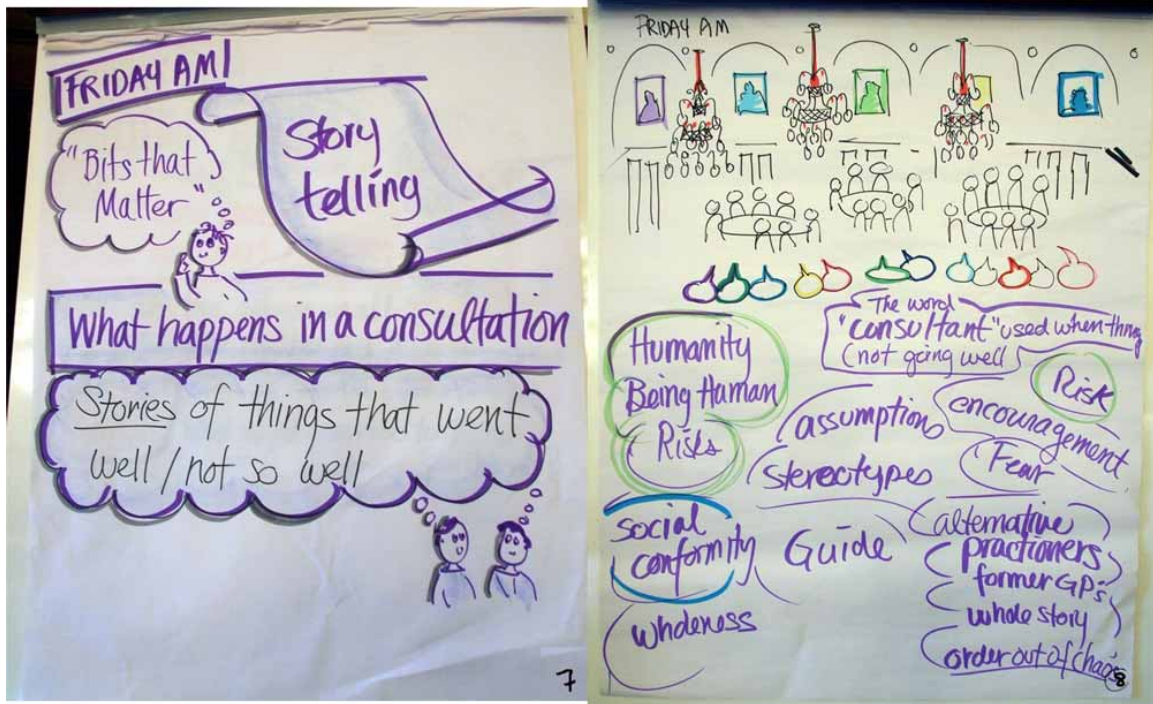 FRIDAY AM
Story
telling
"Bits that
Matter"
What happens in a consultation
Stories of things that went
well/not so well
7
FRIDAY AM
The word
"consultant" used when thing
(not going well
Humanity
Being Human
Risks
Risk
assumption
encouragement
stereotypes
Fear
social
conformity
Guide
alternative
practioners
former GP's
whole story
order out of chaos
wholeness
8